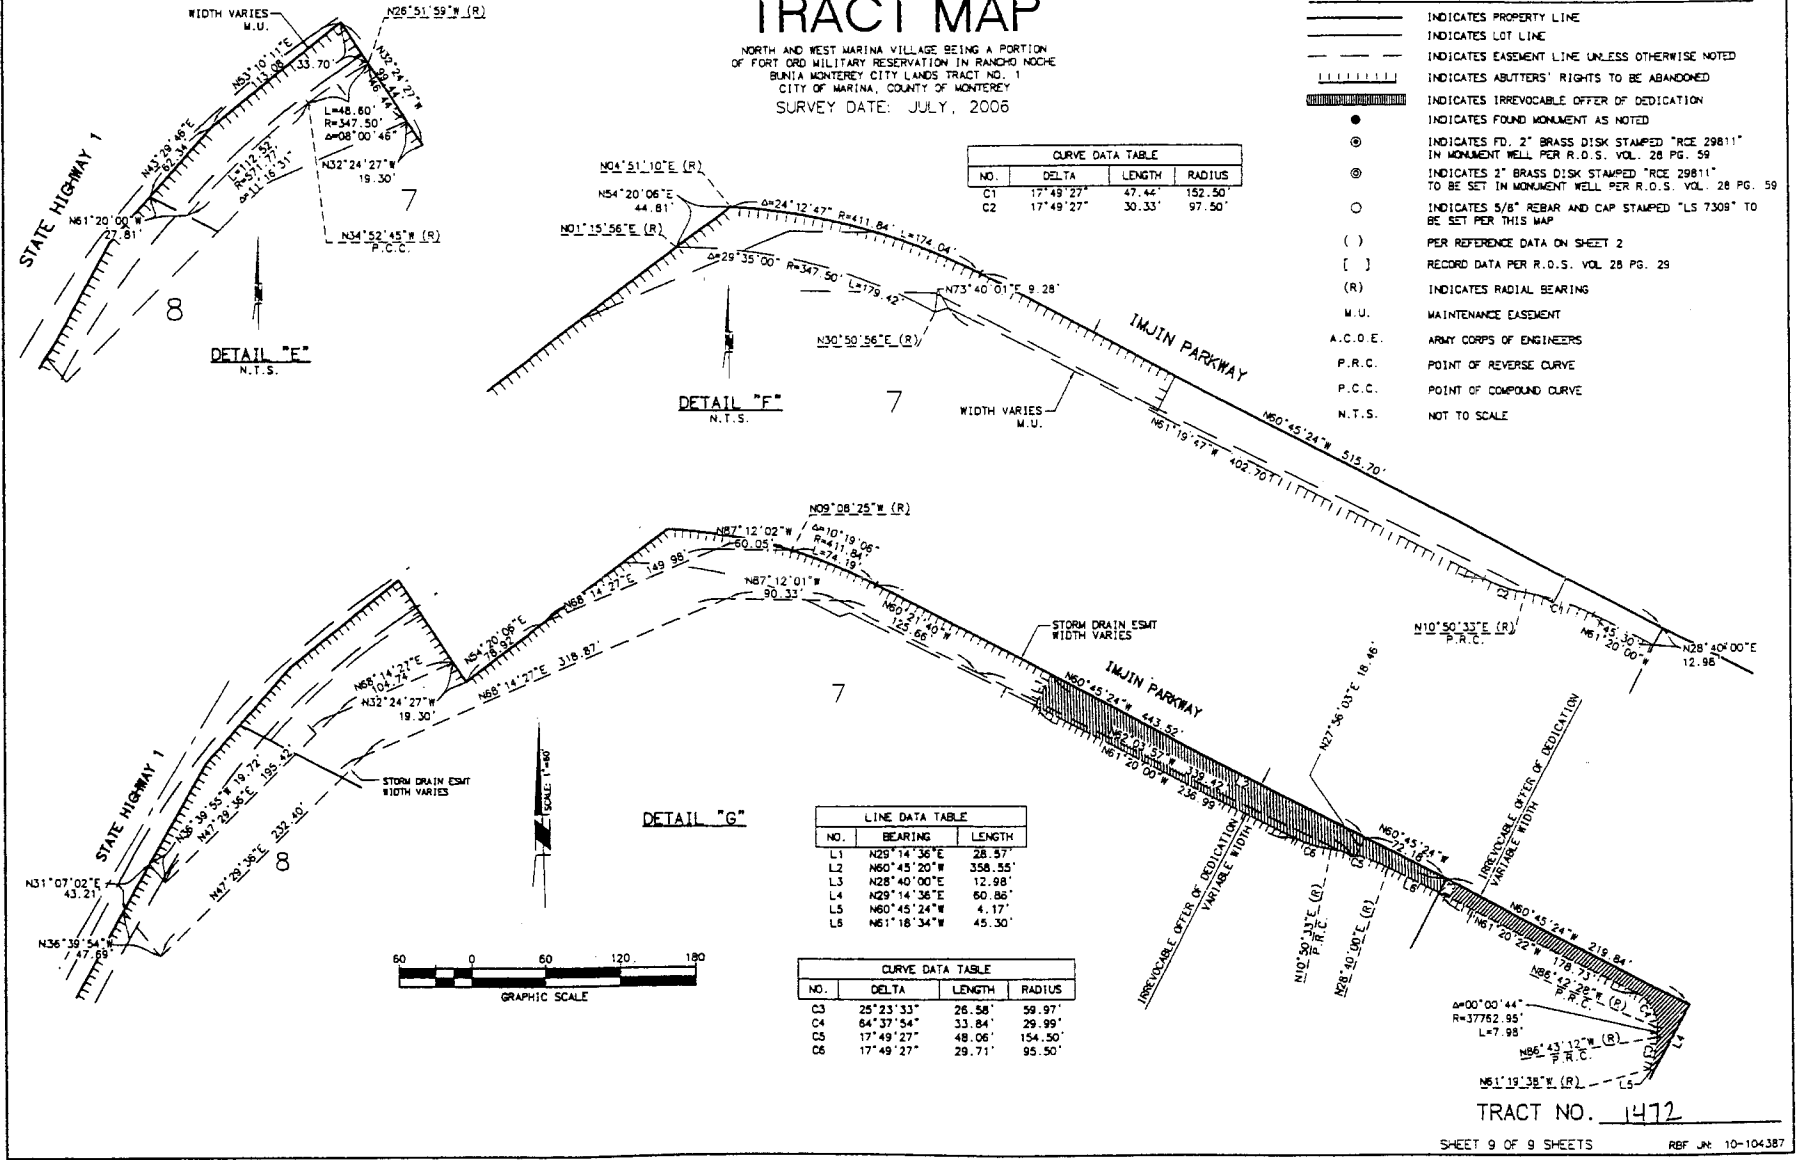 TRACT MAP
NORTH AND WEST MARINA VILLAGE BEING A PORTION
OF FORT ORD MILITARY RESERVATION IN RANCHO NOCHE
BUNIA MONTEREY CITY LANDS TRACT NO. 1
CITY OF MARINA, COUNTY OF MONTEREY
SURVEY DATE: JULY, 2006
INDICATES PROPERTY LINE
INDICATES LOT LINE
INDICATES EASEMENT LINE UNLESS OTHERWISE NOTED
INDICATES ABUTTERS' RIGHTS TO BE ABANDONED
INDICATES IRREVOCABLE OFFER OF DEDICATION
INDICATES FOUND MONUMENT AS NOTED
INDICATES FD. 2" BRASS DISK STAMPED "RCE 29811"
IN MONUMENT WELL PER R.O.S. VOL. 28 PG. 59
INDICATES 2" BRASS DISK STAMPED "RCE 29811"
TO BE SET IN MONUMENT WELL PER R.O.S. VOL. 28 PG. 59
INDICATES 5/8" REBAR AND CAP STAMPED "LS 7309" TO
BE SET PER THIS MAP
( ) PER REFERENCE DATA ON SHEET 2
[ ] RECORD DATA PER R.O.S. VOL 28 PG. 29
(R) INDICATES RADIAL BEARING
M.U. MAINTENANCE EASEMENT
A.C.O.E. ARMY CORPS OF ENGINEERS
P.R.C. POINT OF REVERSE CURVE
P.C.C. POINT OF COMPOUND CURVE
N.T.S. NOT TO SCALE
WIDTH VARIES
M.U.
N26°51'59"W (R)
N53°10'11"E
113.08'
33.70'
N32°24'27"W
99.44'
46.44'
L=48.60'
R=347.50'
Δ=08°00'46"
N43°29'46"E
62.34'
L=112.52'
R=571.77'
Δ=11°16'31"
N32°24'27"W
19.30'
7
STATE HIGHWAY 1
N61°20'00"W
27.81'
N34°52'45"W (R)
P.C.C.
8
DETAIL "E"
N.T.S.
CURVE DATA TABLE
NO. DELTA LENGTH RADIUS
C1 17°49'27" 47.44' 152.50'
C2 17°49'27" 30.33' 97.50'
N04°51'10"E (R)
N54°20'06"E
44.81'
N01°15'56"E (R)
Δ=24°12'47" R=411.84' L=174.04'
Δ=29°35'00" R=347.50' L=179.42'
N73°40'01"E 9.28'
N30°50'56"E (R)
IMJIN PARKWAY
DETAIL "F"
N.T.S.
7
WIDTH VARIES
M.U.
N60°45'24"W 515.70'
N61°19'47"W 402.70'
C2
C1
N10°50'33"E (R)
P.R.C.
45.30'
N61°20'00"W
N28°40'00"E
12.98'
N09°08'25"W (R)
N87°12'02"W
60.05'
Δ=10°19'06"
R=411.84'
L=74.19'
N68°14'27"E 149.98'
N87°12'01"W
90.33'
N60°21'40"W
125.66'
N54°20'06"E
78.92'
N68°14'27"E 318.87'
N68°14'27"E
104.74'
N32°24'27"W
19.30'
STORM DRAIN ESMT
WIDTH VARIES
IMJIN PARKWAY
7
N60°45'24"W 443.52'
N62°03'57"W 339.42'
N61°20'00"W 236.99'
N27°56'03"E 18.46'
STATE HIGHWAY 1
N36°39'55"W 19.72'
N47°29'36"E 195.42'
N47°29'36"E 232.40'
STORM DRAIN ESMT
WIDTH VARIES
8
N31°07'02"E
43.21'
N36°39'54"W
47.69'
SCALE: 1"=60'
DETAIL "G"
60 0 60 120 180
GRAPHIC SCALE
LINE DATA TABLE
NO. BEARING LENGTH
L1 N29°14'36"E 28.57'
L2 N60°45'20"W 358.55'
L3 N28°40'00"E 12.98'
L4 N29°14'36"E 60.86'
L5 N60°45'24"W 4.17'
L6 N61°18'34"W 45.30'
CURVE DATA TABLE
NO. DELTA LENGTH RADIUS
C3 25°23'33" 26.58' 59.97'
C4 64°37'54" 33.84' 29.99'
C5 17°49'27" 48.06' 154.50'
C6 17°49'27" 29.71' 95.50'
IRREVOCABLE OFFER OF DEDICATION
VARIABLE WIDTH
C6
C5
L6
N60°45'24"W
72.18'
N10°50'33"E (R)
P.R.C.
N28°40'00"E (R)
IRREVOCABLE OFFER OF DEDICATION
VARIABLE WIDTH
N60°45'24"W 219.84'
N61°20'22"W 178.73'
N86°42'28"W (R)
P.R.C.
C4
Δ=00°00'44"
R=37762.95'
L=7.98'
N86°43'12"W (R)
P.R.C.
L4
N61°19'38"W (R)
L5
TRACT NO. 1472
SHEET 9 OF 9 SHEETS
RBF JN: 10-104387